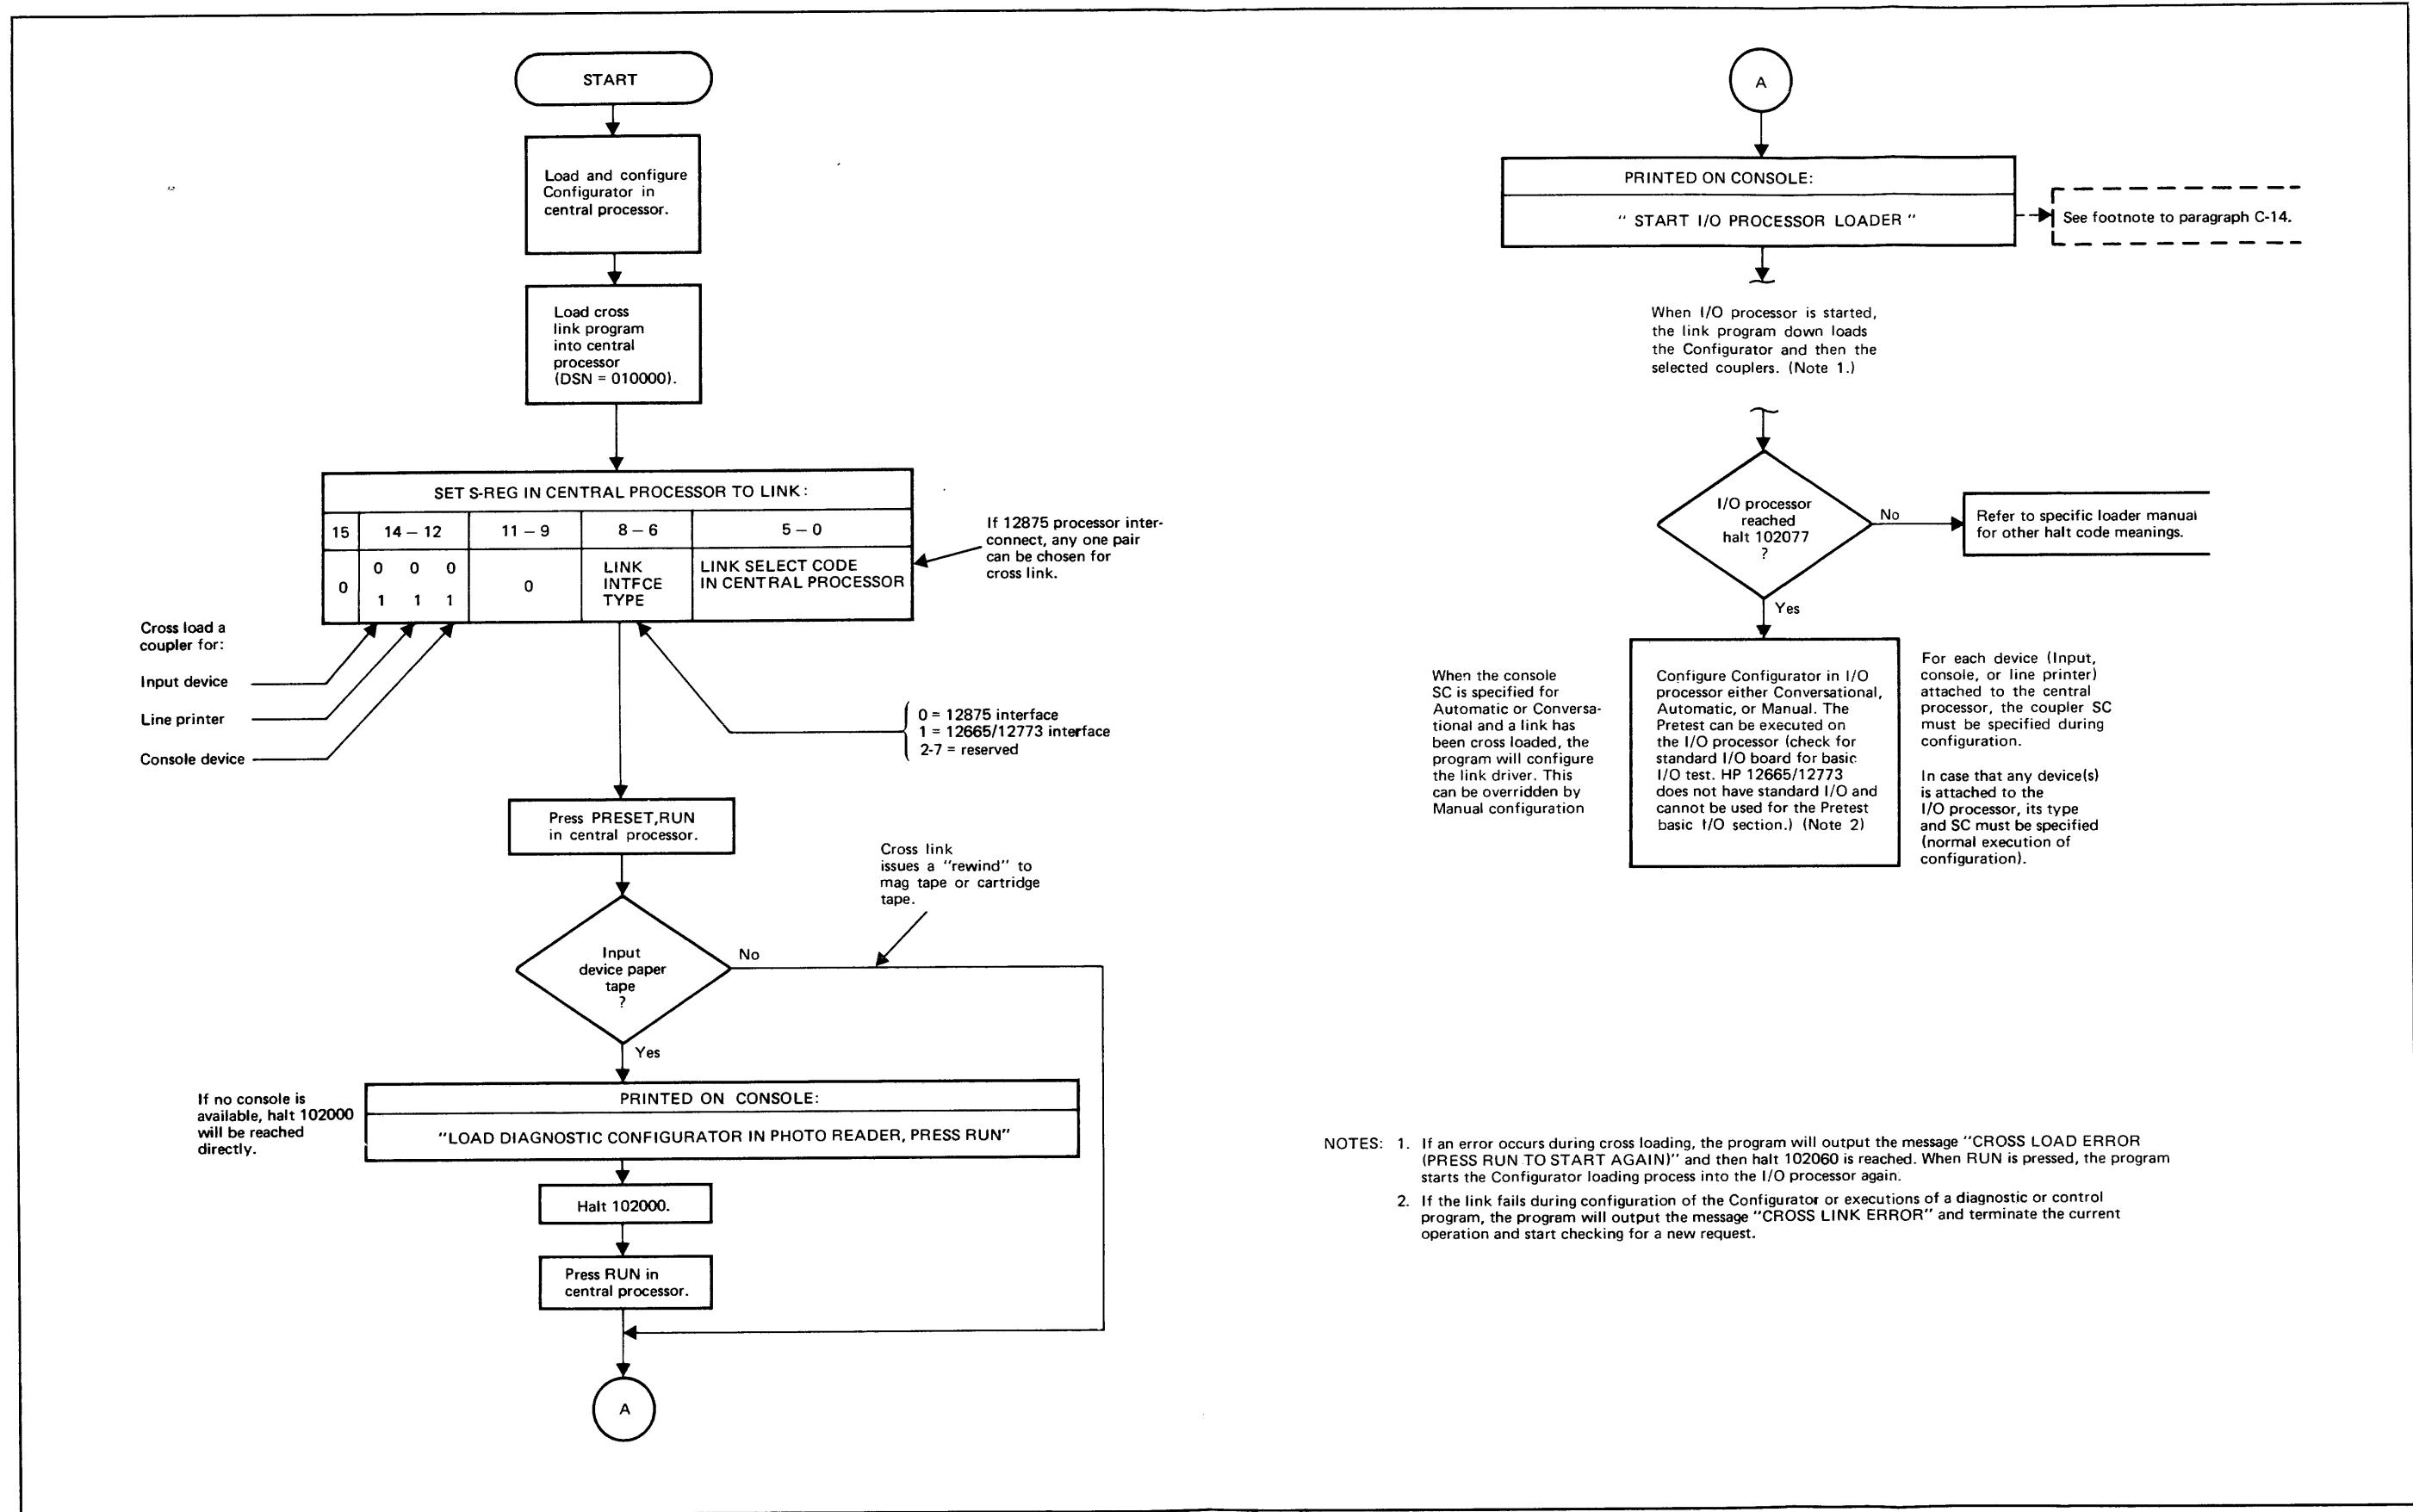 START
Load and configure
Configurator in
central processor.
Load cross
link program
into central
processor
(DSN = 010000).
SET S-REG IN CENTRAL PROCESSOR TO LINK:
15 14 – 12 11 – 9 8 – 6 5 – 0
0
0 0 0
1 1 1
0
LINK
INTFCE
TYPE
LINK SELECT CODE
IN CENTRAL PROCESSOR
If 12875 processor inter-
connect, any one pair
can be chosen for
cross link.
Cross load a
coupler for:
Input device
Line printer
Console device
0 = 12875 interface
1 = 12665/12773 interface
2-7 = reserved
Press PRESET,RUN
in central processor.
Cross link
issues a "rewind" to
mag tape or cartridge
tape.
Input
device paper
tape
?
No
Yes
If no console is
available, halt 102000
will be reached
directly.
PRINTED ON CONSOLE:
"LOAD DIAGNOSTIC CONFIGURATOR IN PHOTO READER, PRESS RUN"
Halt 102000.
Press RUN in
central processor.
A
A
PRINTED ON CONSOLE:
" START I/O PROCESSOR LOADER "
See footnote to paragraph C-14.
When I/O processor is started,
the link program down loads
the Configurator and then the
selected couplers. (Note 1.)
I/O processor
reached
halt 102077
?
No
Refer to specific loader manual
for other halt code meanings.
Yes
When the console
SC is specified for
Automatic or Conversa-
tional and a link has
been cross loaded, the
program will configure
the link driver. This
can be overridden by
Manual configuration
Configure Configurator in I/O
processor either Conversational,
Automatic, or Manual. The
Pretest can be executed on
the I/O processor (check for
standard I/O board for basic
I/O test. HP 12665/12773
does not have standard I/O and
cannot be used for the Pretest
basic I/O section.) (Note 2)
For each device (Input,
console, or line printer)
attached to the central
processor, the coupler SC
must be specified during
configuration.
In case that any device(s)
is attached to the
I/O processor, its type
and SC must be specified
(normal execution of
configuration).
NOTES: 1. If an error occurs during cross loading, the program will output the message "CROSS LOAD ERROR
(PRESS RUN TO START AGAIN)" and then halt 102060 is reached. When RUN is pressed, the program
starts the Configurator loading process into the I/O processor again.
2. If the link fails during configuration of the Configurator or executions of a diagnostic or control
program, the program will output the message "CROSS LINK ERROR" and terminate the current
operation and start checking for a new request.